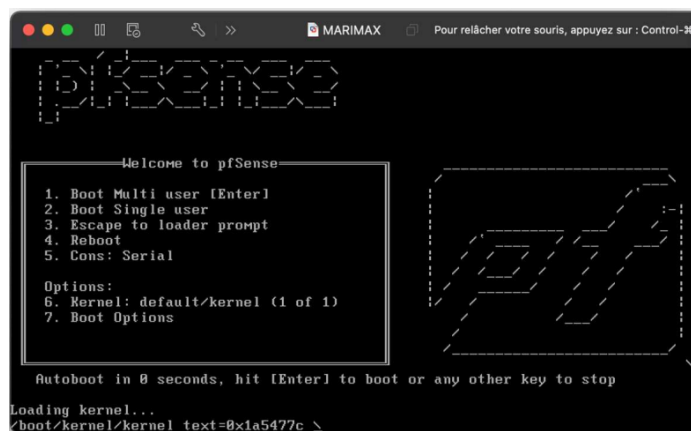 MARIMAX
Pour relâcher votre souris, appuyez sur : Control-⌘
pfSense
Welcome to pfSense
1. Boot Multi user [Enter]
2. Boot Single user
3. Escape to loader prompt
4. Reboot
5. Cons: Serial
Options:
6. Kernel: default/kernel (1 of 1)
7. Boot Options
pf
Autoboot in 0 seconds, hit [Enter] to boot or any other key to stop
Loading kernel...
/boot/kernel/kernel text=0x1a5477c \